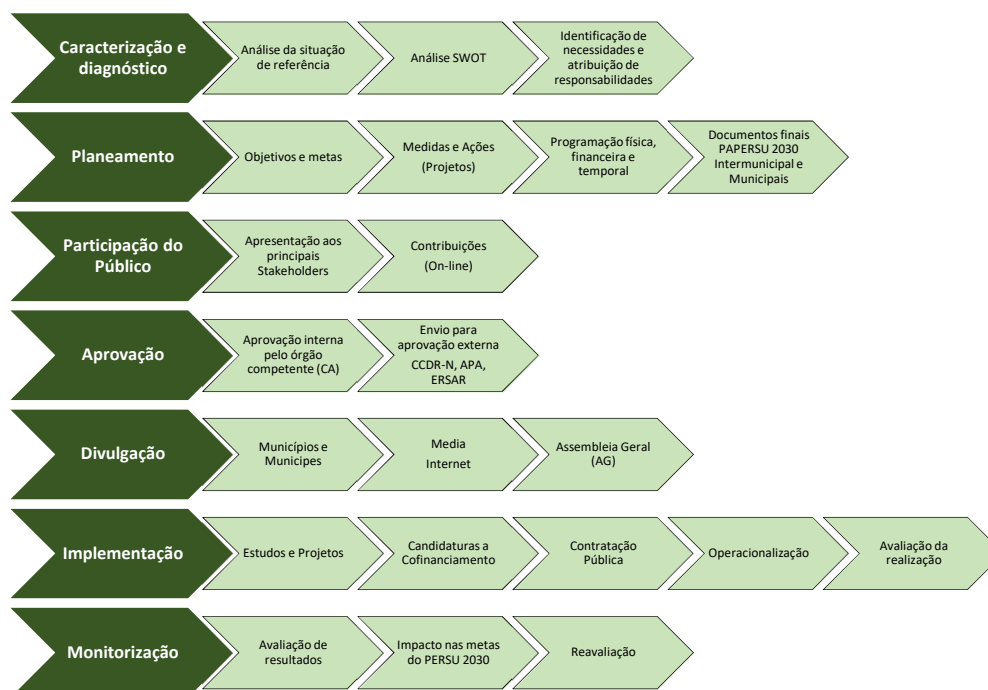 Caracterização e
diagnóstico
Análise da situação
de referência
Análise SWOT
Identificação de
necessidades e
atribuição de
responsabilidades
Planeamento
Objetivos e metas
Medidas e Ações
(Projetos)
Programação física,
financeira e
temporal
Documentos finais
PAPERSU 2030
Intermunicipal e
Municipais
Participação do
Público
Apresentação aos
principais
Stakeholders
Contribuições
(On-line)
Aprovação
Aprovação interna
pelo órgão
competente (CA)
Envio para
aprovação externa
CCDR-N, APA,
ERSAR
Divulgação
Municípios e
Municipes
Media
Internet
Assembleia Geral
(AG)
Implementação
Estudos e Projetos
Candidaturas a
Cofinanciamento
Contratação
Pública
Operacionalização
Avaliação da
realização
Monitorização
Avaliação de
resultados
Impacto nas metas
do PERSU 2030
Reavaliação